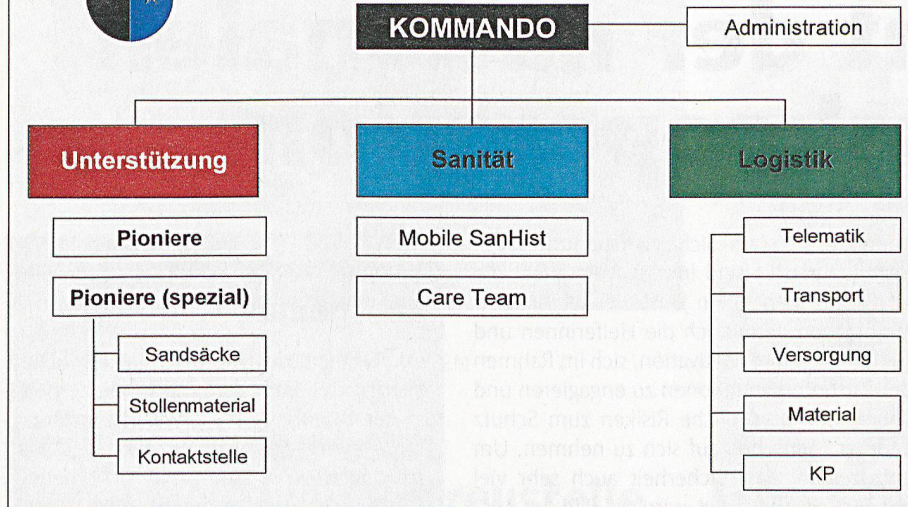 KOMMANDO
Administration
Unterstützung
Sanität
Logistik
Pioniere
Pioniere (spezial)
Sandsäcke
Stollenmaterial
Kontaktstelle
Mobile SanHist
Care Team
Telematik
Transport
Versorgung
Material
KP